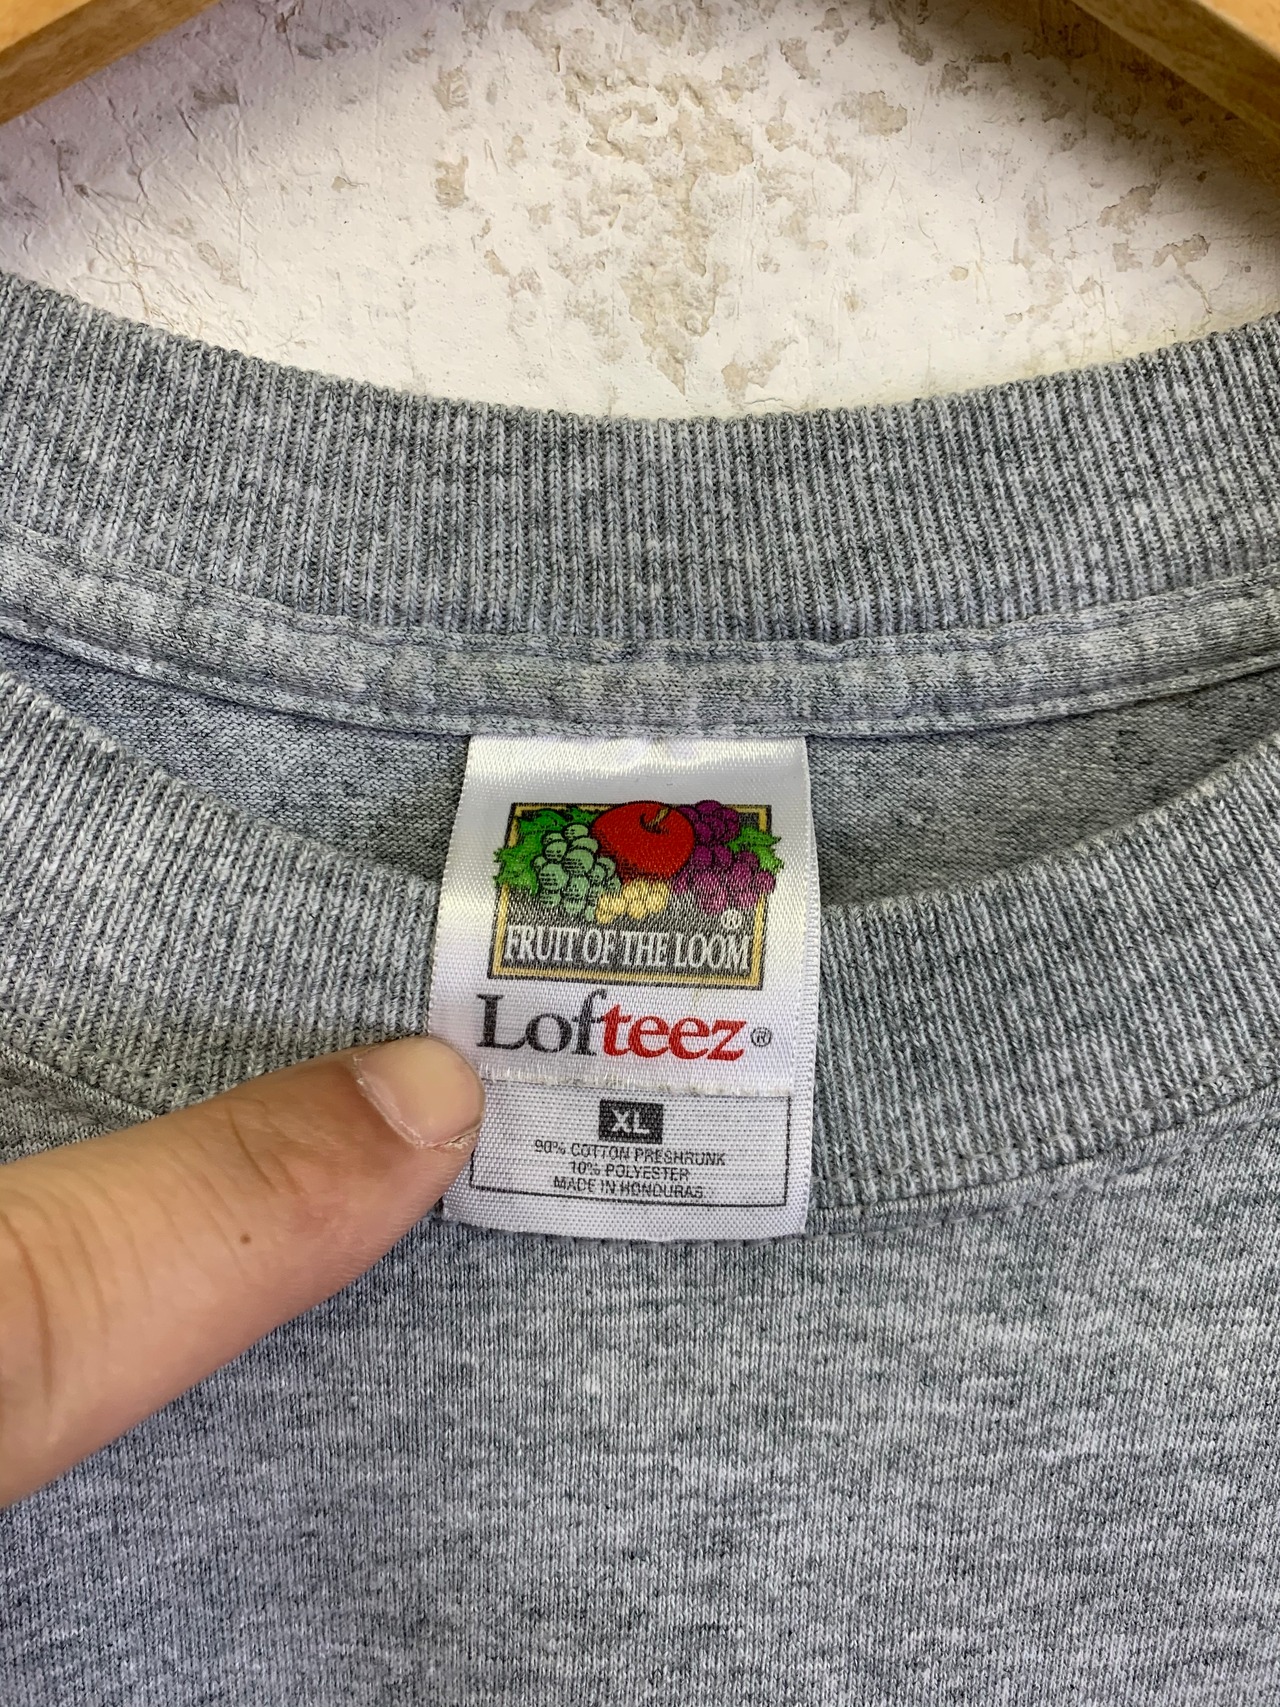 ®
FRUIT OF THE LOOM
Lofteez®
XL
90% COTTON PRESHRUNK
10% POLYESTER
MADE IN HONDURAS